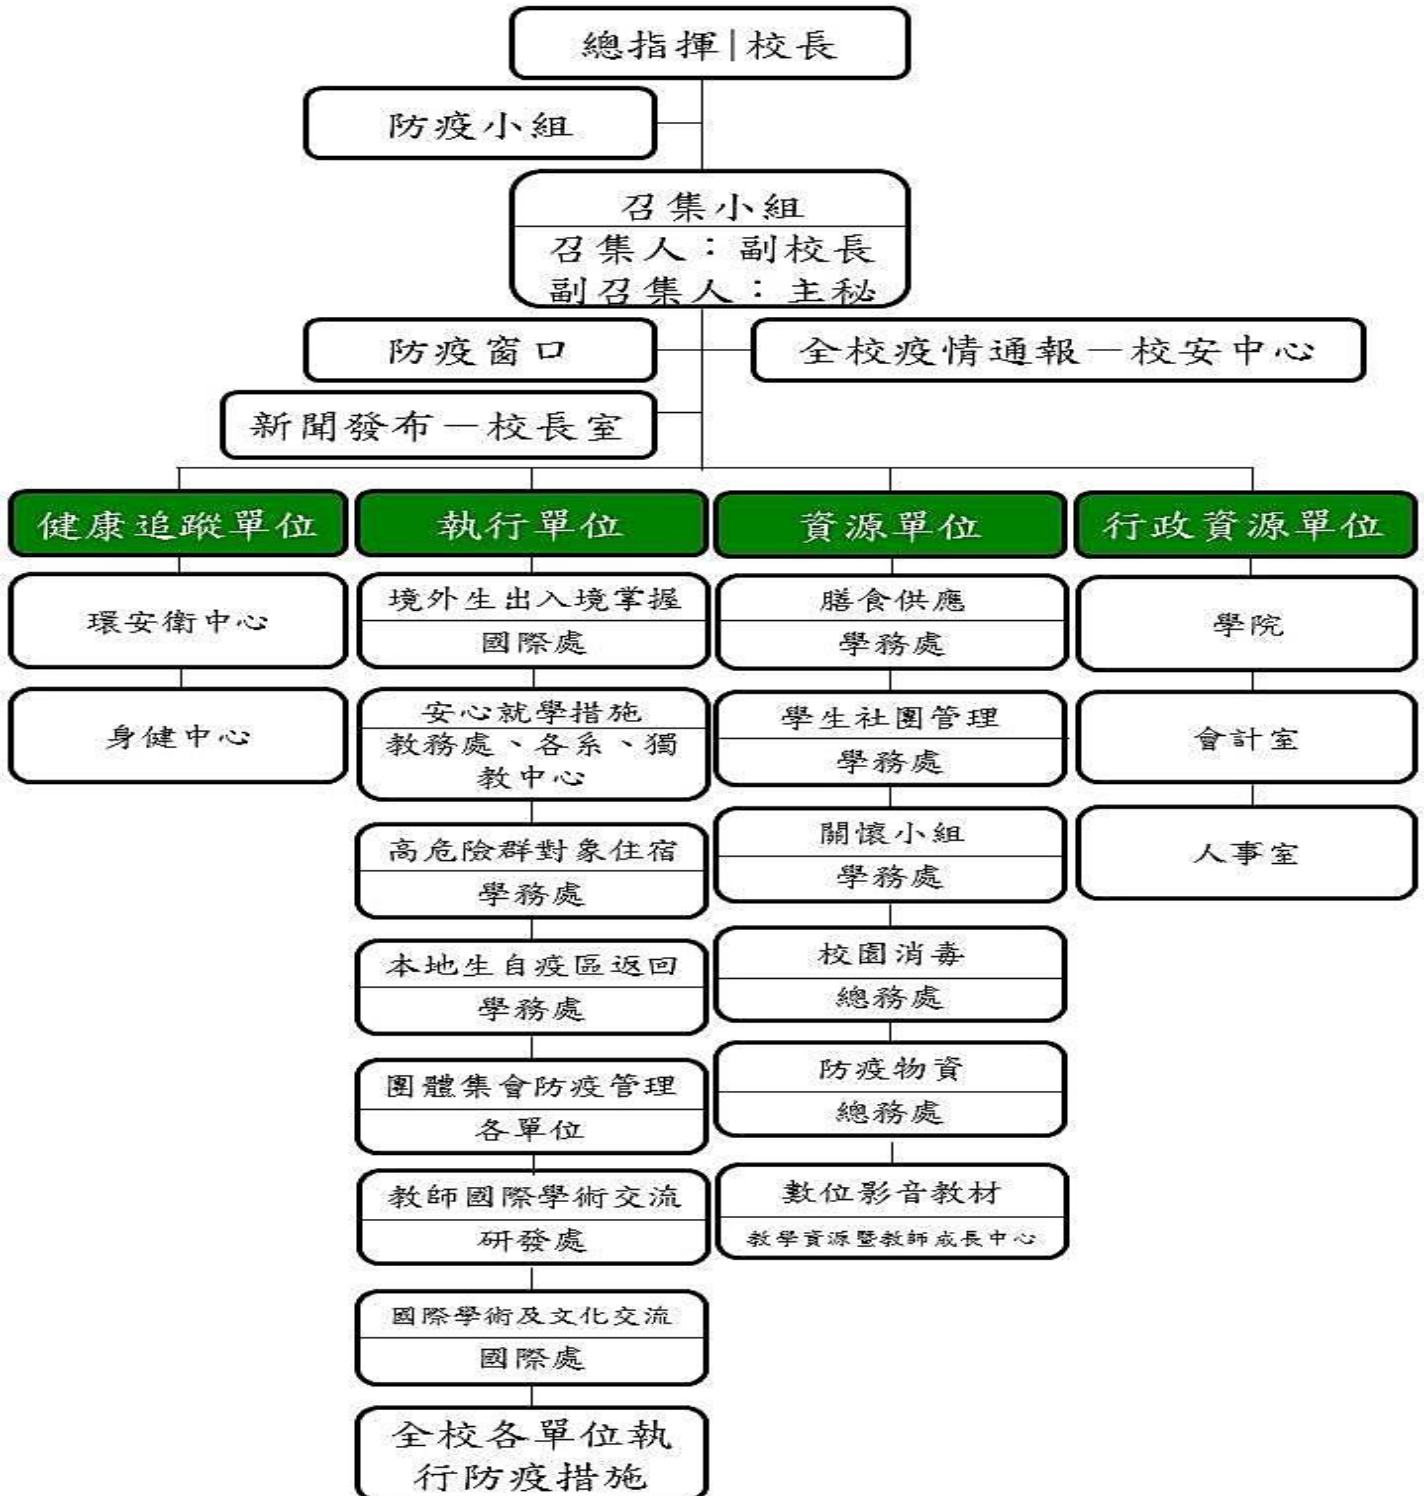 總指揮|校長
防疫小組
召集小組
召集人：副校長
副召集人：主秘
防疫窗口
全校疫情通報－校安中心
新聞發布－校長室
健康追蹤單位
環安衛中心
身健中心
執行單位
境外生出入境掌握
國際處
安心就學措施
教務處、各系、獨
教中心
高危險群對象住宿
學務處
本地生自疫區返回
學務處
團體集會防疫管理
各單位
教師國際學術交流
研發處
國際學術及文化交流
國際處
全校各單位執
行防疫措施
資源單位
膳食供應
學務處
學生社團管理
學務處
關懷小組
學務處
校園消毒
總務處
防疫物資
總務處
數位影音教材
教學資源暨教師成長中心
行政資源單位
學院
會計室
人事室